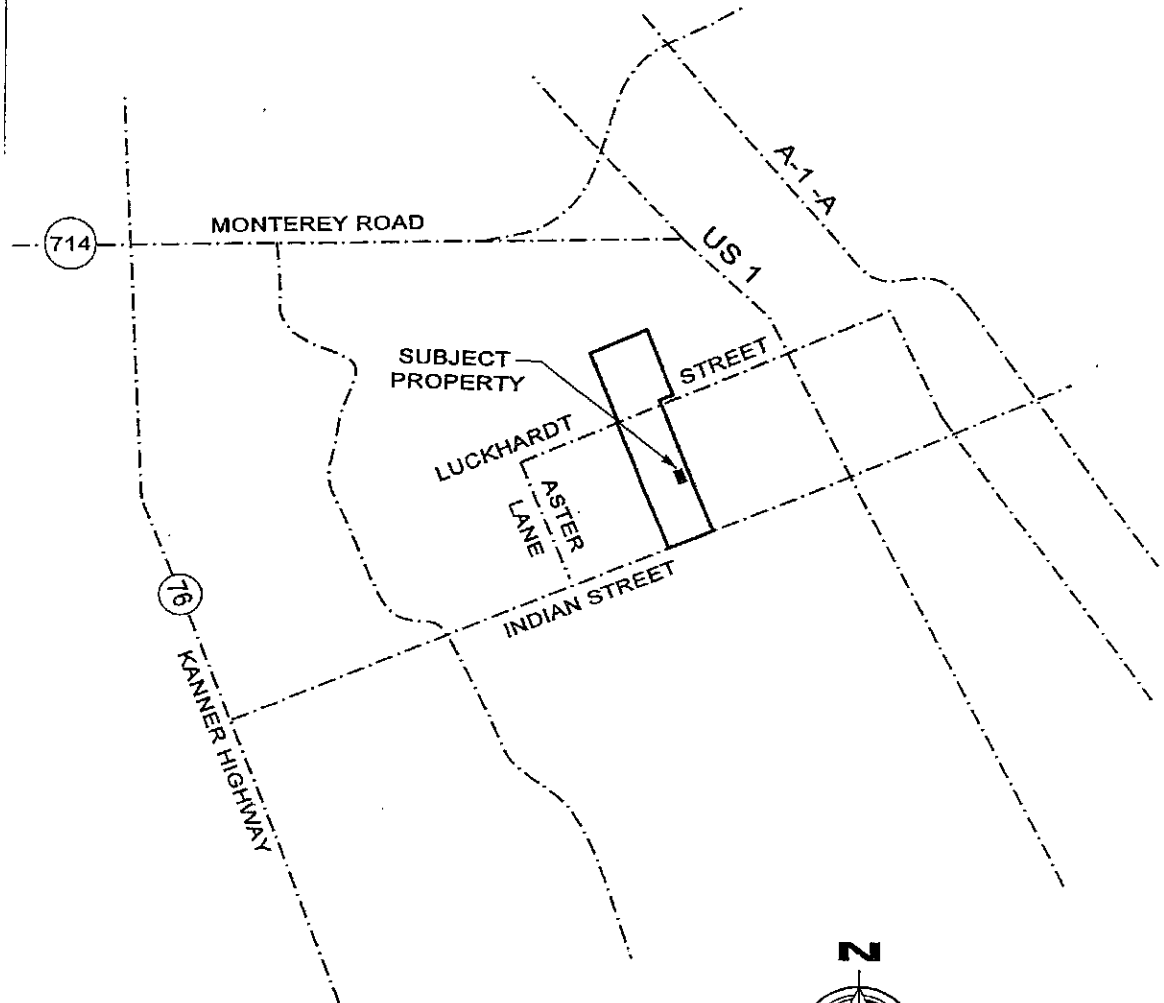 A-1-A
714
MONTEREY ROAD
US 1
SUBJECT
PROPERTY
STREET
LUCKHARDT
ASTER
LANE
INDIAN STREET
76
KANNER HIGHWAY
N